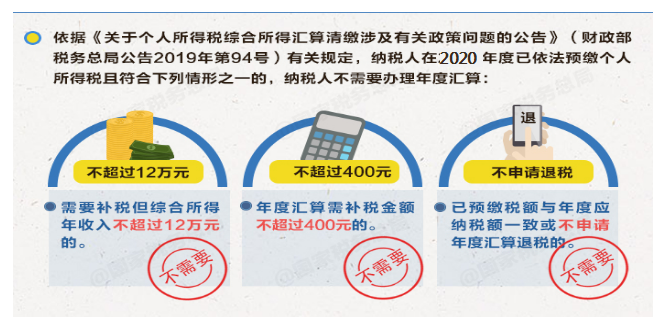 依据《关于个人所得税综合所得汇算清缴涉及有关政策问题的公告》（财政部
税务总局公告2019年第94号）有关规定，纳税人在2020年度已依法预缴个人
所得税且符合下列情形之一的，纳税人不需要办理年度汇算：
退
不超过12万元
不超过400元
不申请退税
需要补税但综合所得
年收入不超过12万元
的。
不需要
年度汇算需补税金额
不超过400元的。
不需要
已预缴税额与年度应
纳税额一致或不申请
年度汇算退税的。
不需要